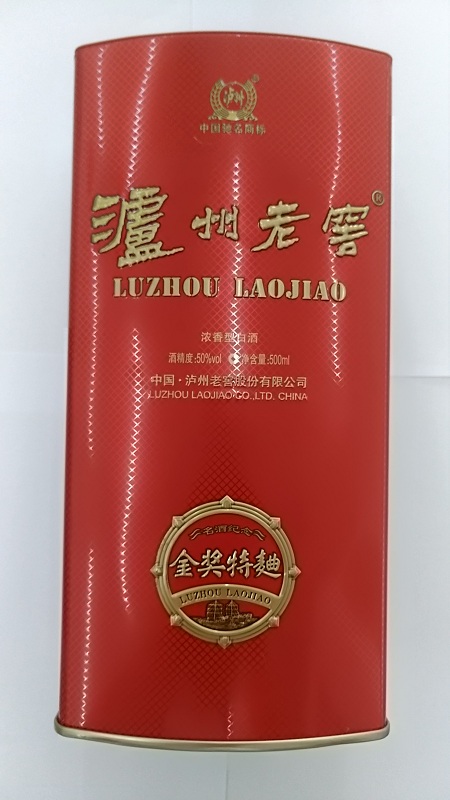 泸州
中国驰名商标
泸州老窖®
LUZHOU LAOJIAO
浓香型白酒
酒精度:50%vol 净含量:500ml
中国·泸州老窖股份有限公司
LUZHOU LAOJIAO CO.,LTD. CHINA
名酒纪念
金奖特麯
LUZHOU LAOJIAO